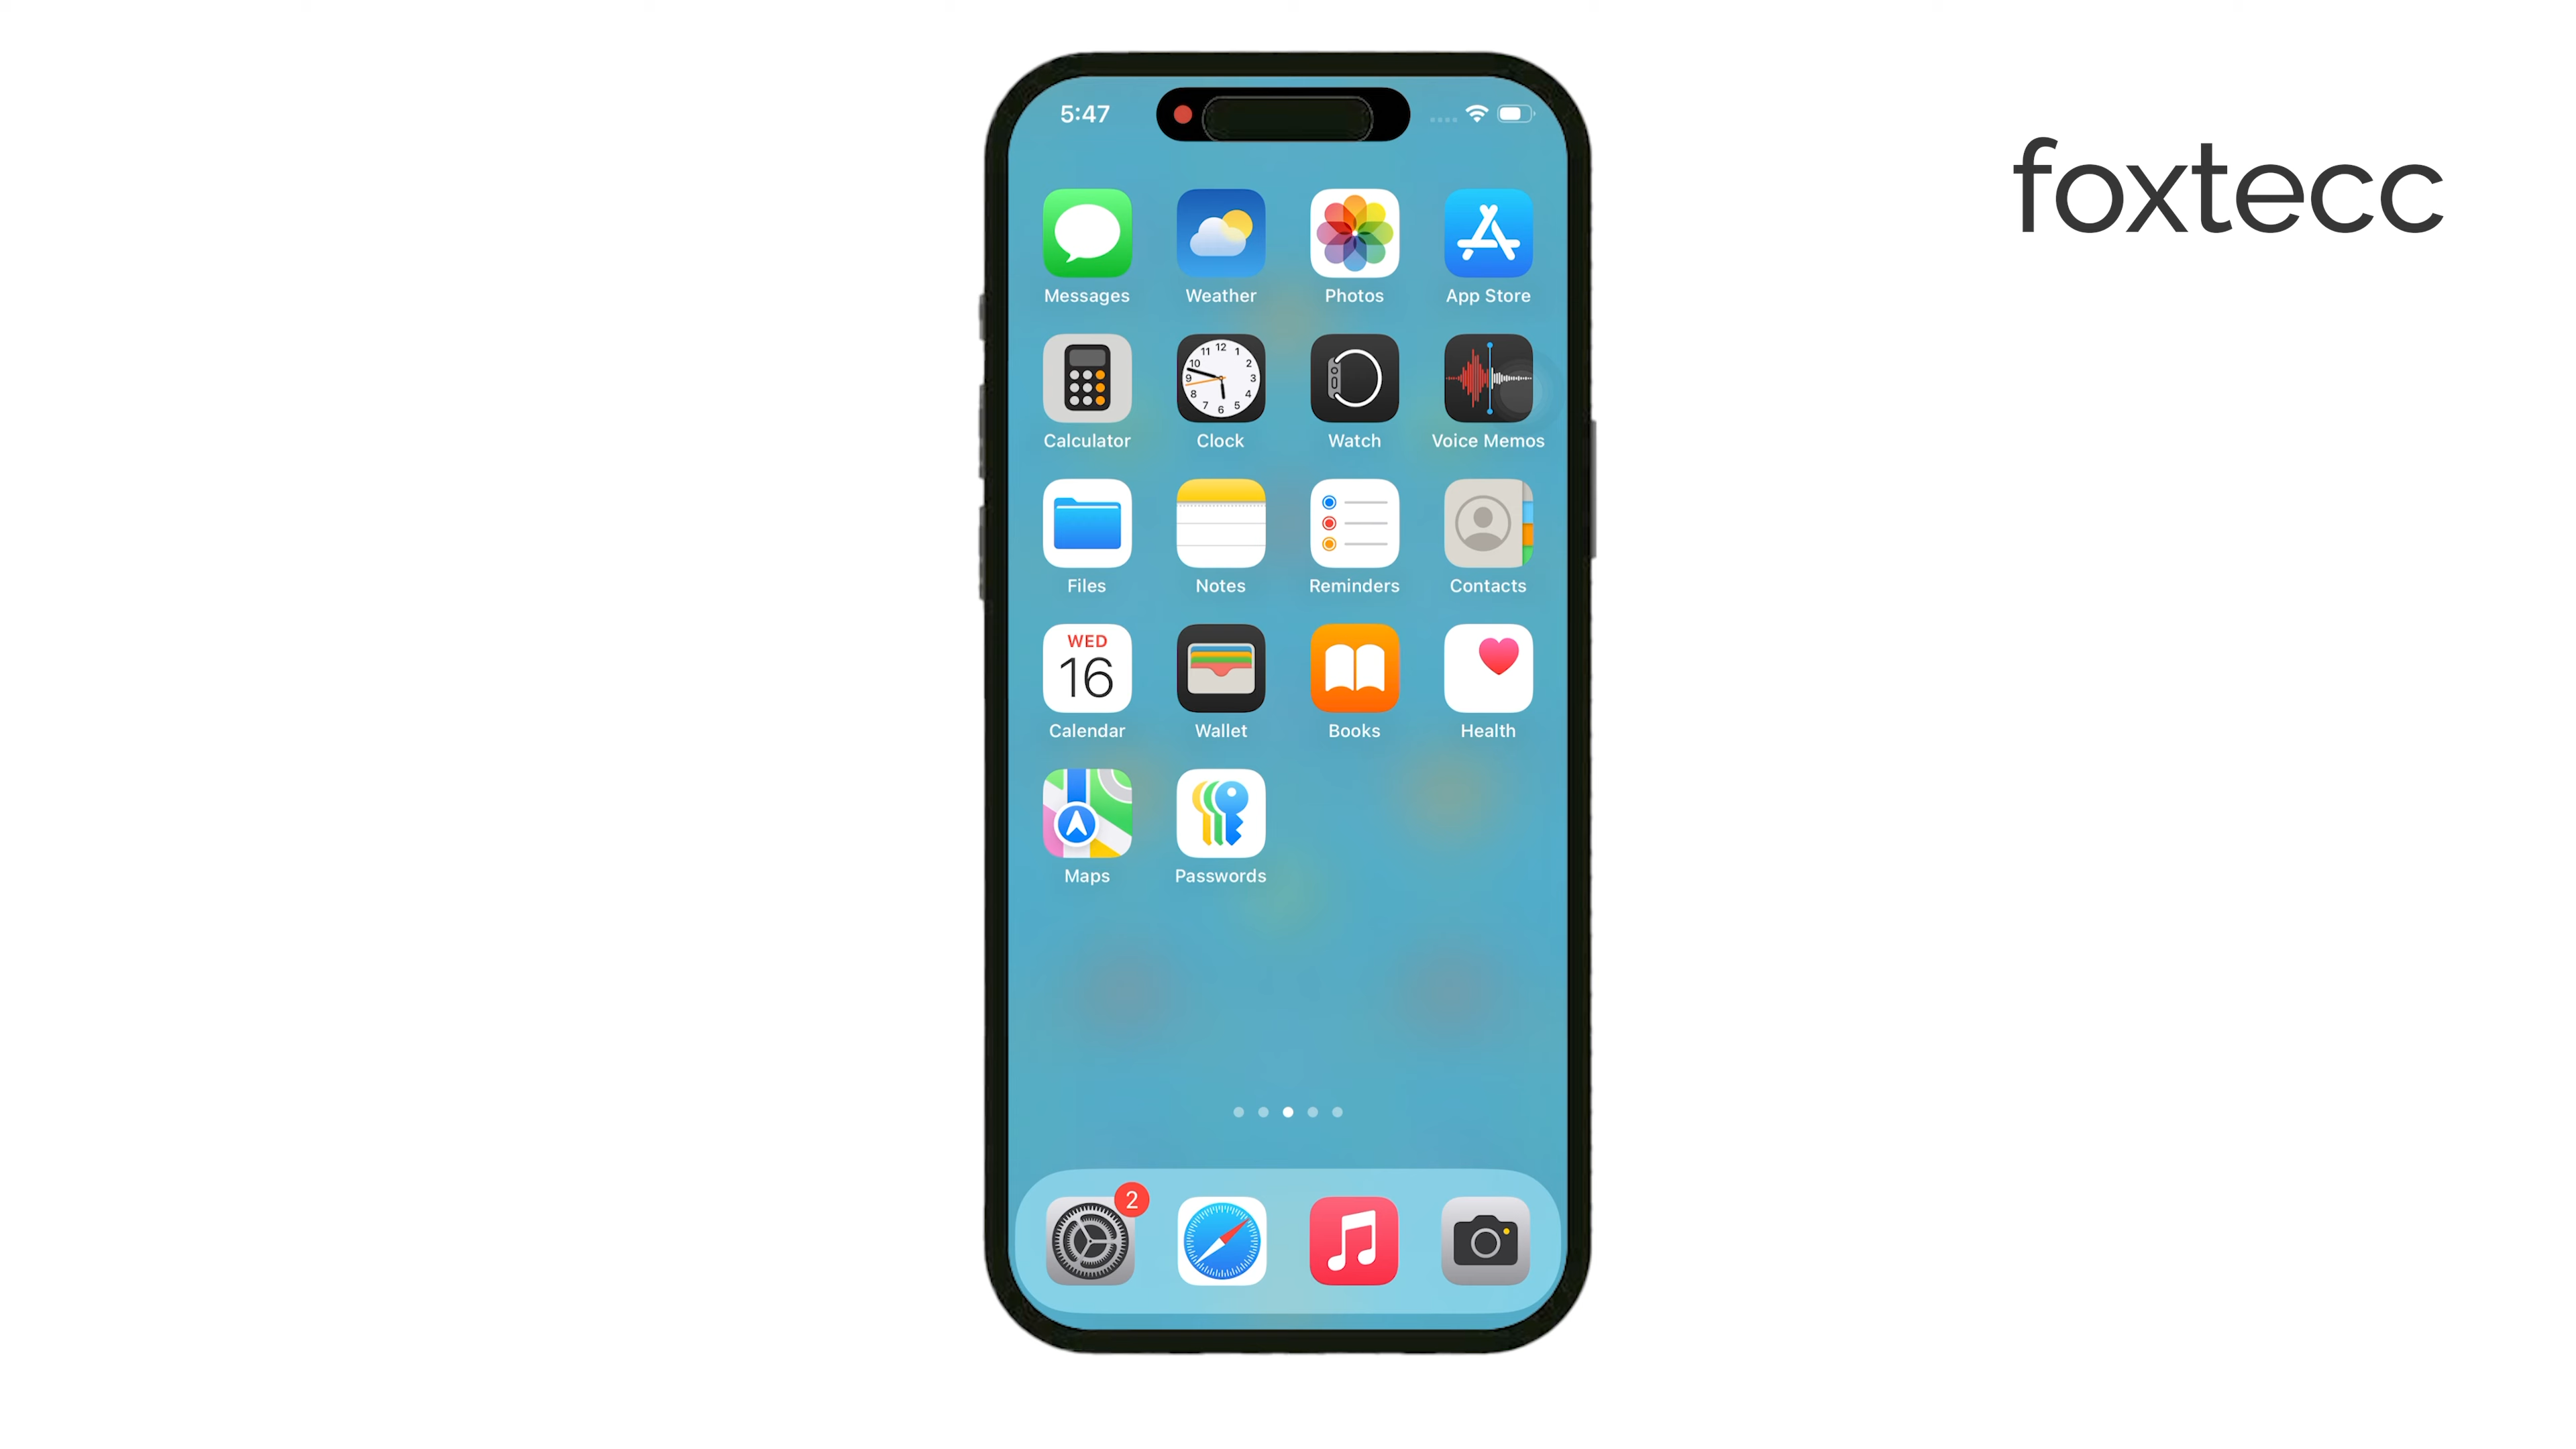 5:47
foxtecc
Messages Weather Photos App Store
Calculator Clock Watch Voice Memos
Files Notes Reminders Contacts
WED
16
Calendar Wallet Books Health
Maps Passwords
2